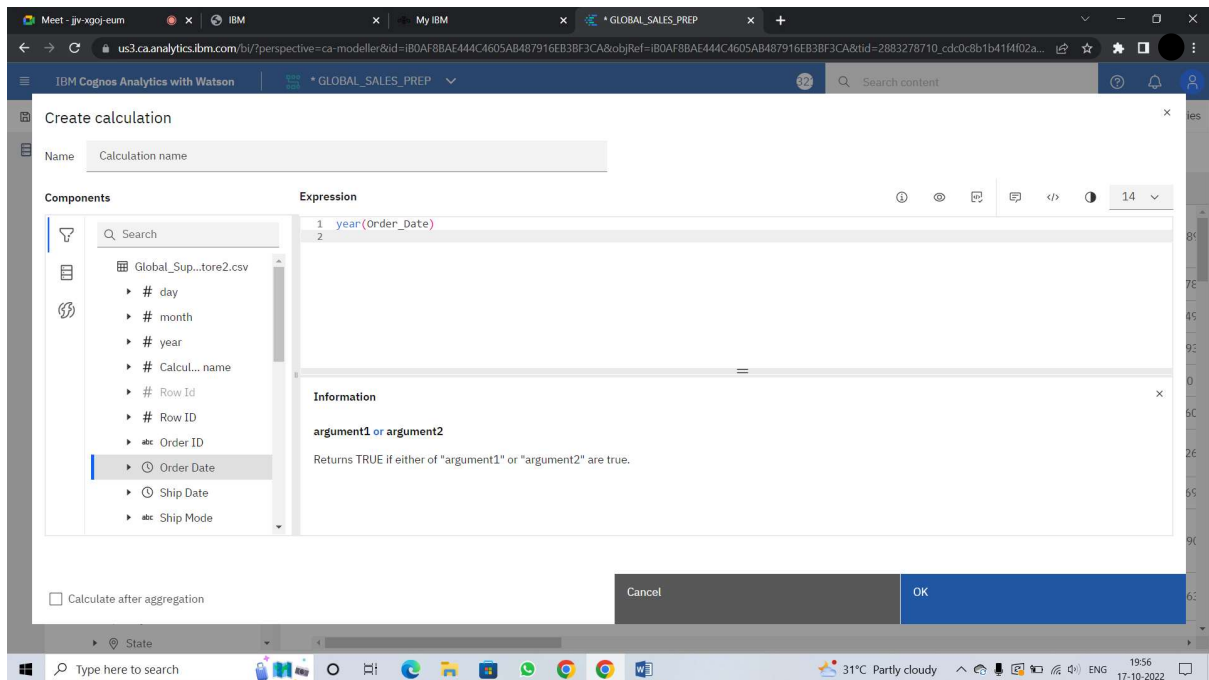 Meet - jjv-xgoj-eum
IBM
My IBM
* GLOBAL_SALES_PREP
us3.ca.analytics.ibm.com/bi/?perspective=ca-modeller&id=iB0AF8BAE444C4605AB487916EB3BF3CA&objRef=iB0AF8BAE444C4605AB487916EB3BF3CA&tid=2883278710_cdc0c8b1b41f4f02a...
IBM Cognos Analytics with Watson
* GLOBAL_SALES_PREP
Search content
Create calculation
ies
Name
Calculation name
Components
Expression
14
Search
1 year(Order_Date)
2
Global_Sup...tore2.csv
# day
# month
# year
# Calcul... name
# Row Id
# Row ID
abc Order ID
Order Date
Ship Date
abc Ship Mode
Information
argument1 or argument2
Returns TRUE if either of "argument1" or "argument2" are true.
Calculate after aggregation
Cancel
OK
State
Type here to search
31°C Partly cloudy
ENG
19:56
17-10-2022